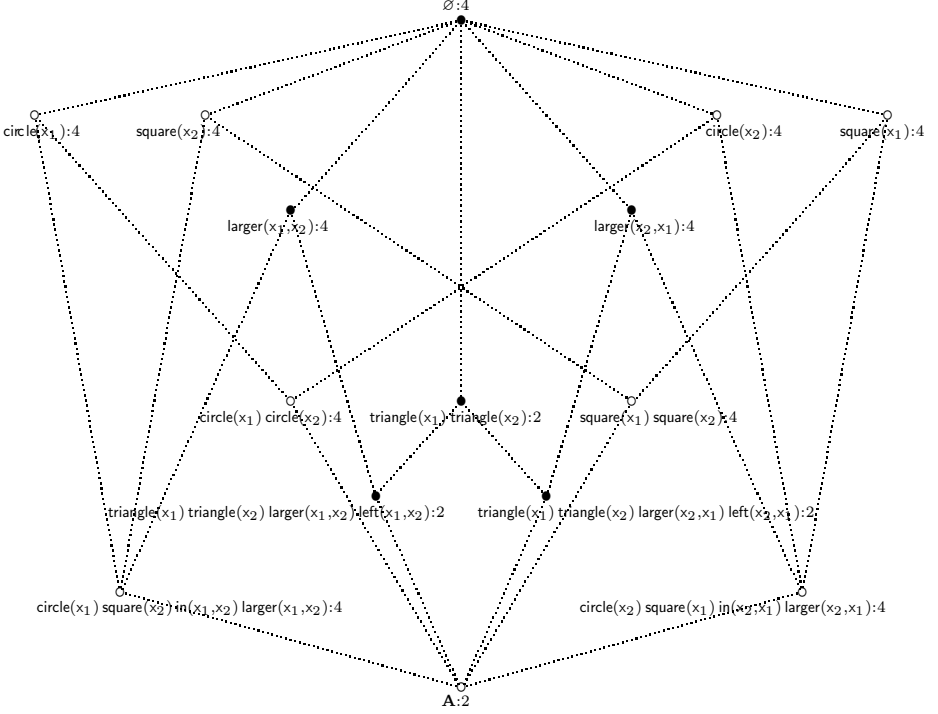 ∅:4
circle(x₁):4 square(x₂):4 circle(x₂):4 square(x₁):4
larger(x₁,x₂):4 larger(x₂,x₁):4
circle(x₁) circle(x₂):4 triangle(x₁) triangle(x₂):2 square(x₁) square(x₂):4
triangle(x₁) triangle(x₂) larger(x₁,x₂) left(x₁,x₂):2 triangle(x₁) triangle(x₂) larger(x₂,x₁) left(x₂,x₁):2
circle(x₁) square(x₂) in(x₁,x₂) larger(x₁,x₂):4 circle(x₂) square(x₁) in(x₂,x₁) larger(x₂,x₁):4
A:2